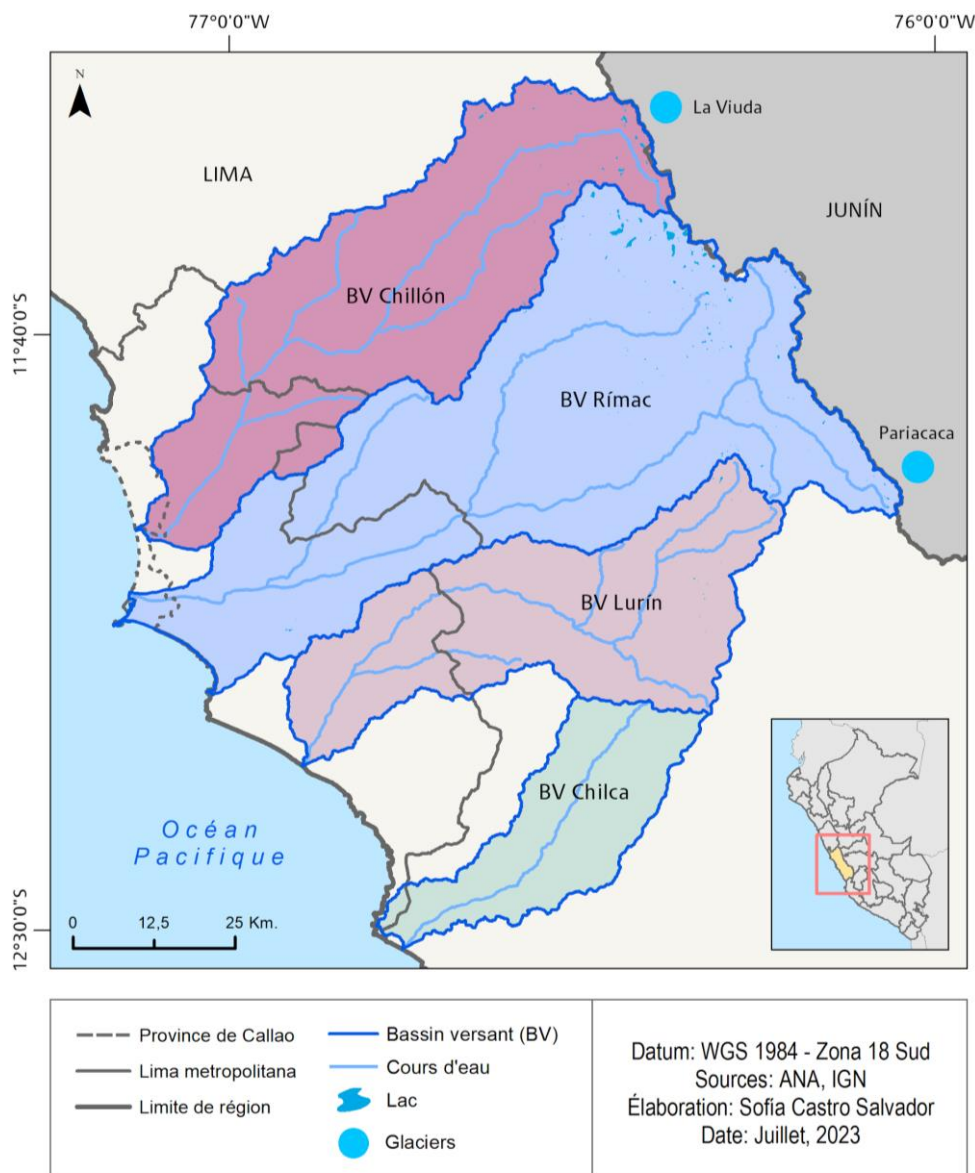 77°0'0"W
76°0'0"W
N
La Viuda
LIMA
JUNÍN
BV Chillón
11°40'0"S
BV Rímac
Pariacaca
BV Lurín
BV Chilca
Océan
Pacifique
12°30'0"S
0 12,5 25 Km.
Province de Callao
Lima metropolitana
Limite de région
Bassin versant (BV)
Cours d'eau
Lac
Glaciers
Datum: WGS 1984 - Zona 18 Sud
Sources: ANA, IGN
Élaboration: Sofía Castro Salvador
Date: Juillet, 2023